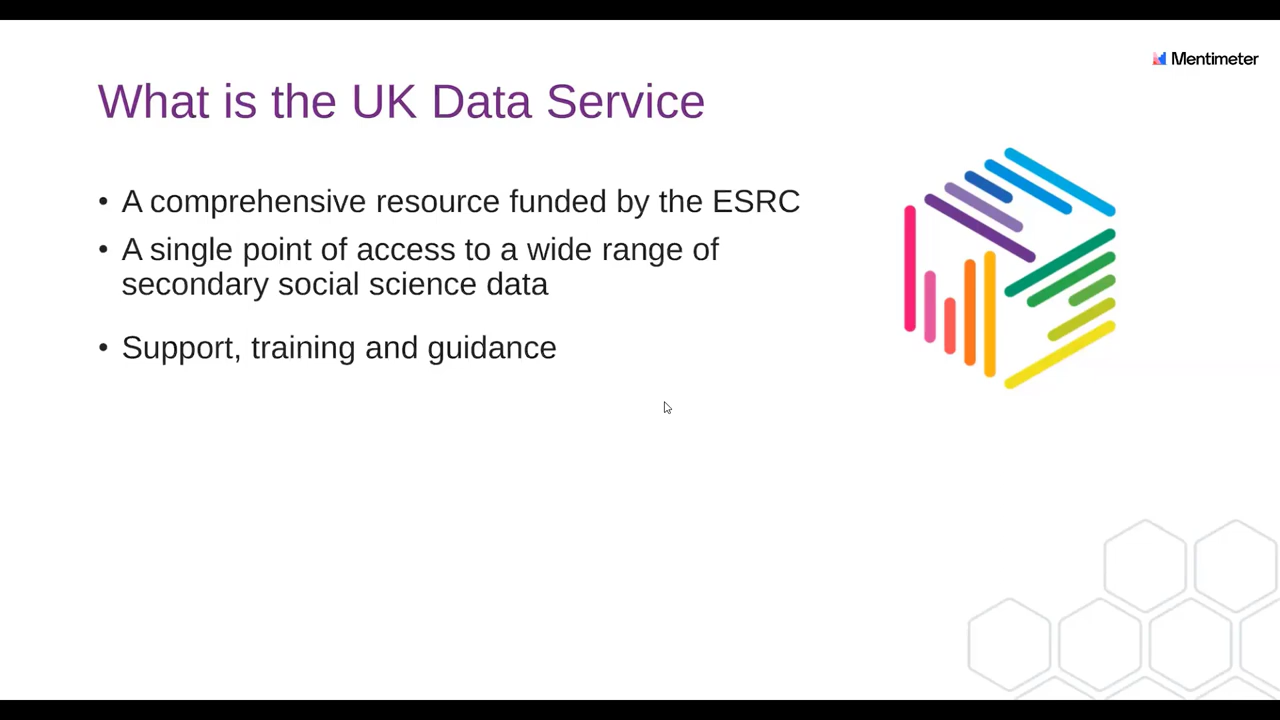 Mentimeter
What is the UK Data Service
• A comprehensive resource funded by the ESRC
• A single point of access to a wide range of
secondary social science data
• Support, training and guidance